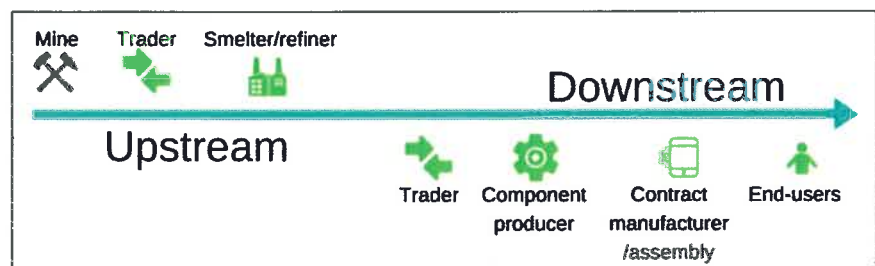 Mine Trader Smelter/refiner
Downstream
Upstream
Trader Component producer Contract manufacturer /assembly End-users